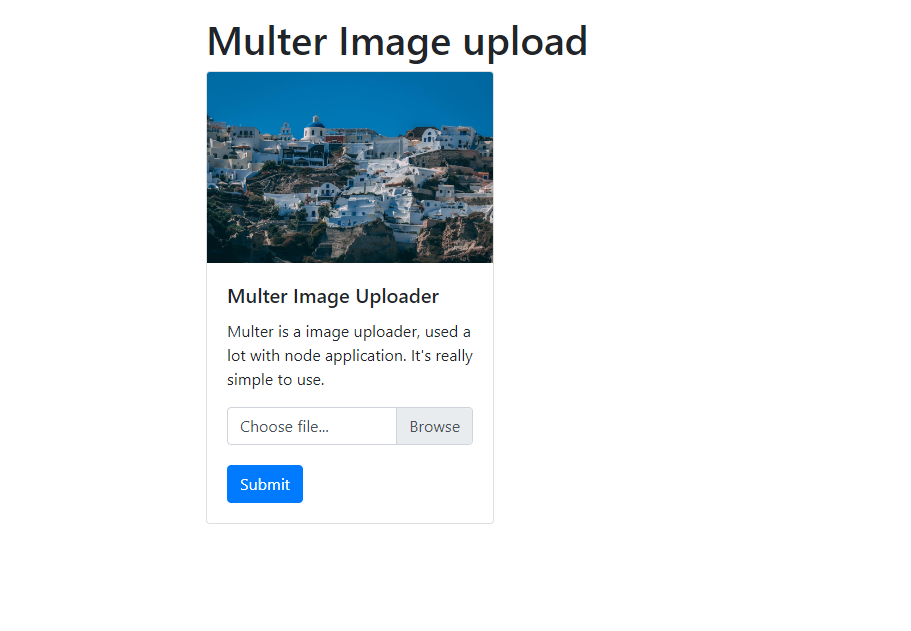 Multer Image upload
Multer Image Uploader
Multer is a image uploader, used a
lot with node application. It's really
simple to use.
Choose file... Browse
Submit